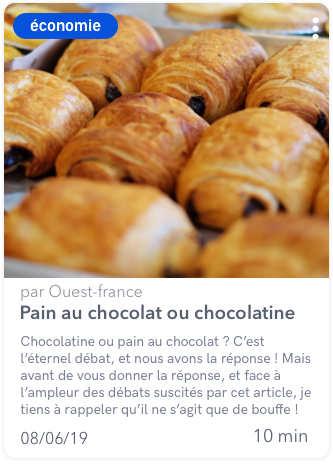 économie
par Ouest-france
Pain au chocolat ou chocolatine
Chocolatine ou pain au chocolat ? C’est
l’éternel débat, et nous avons la réponse ! Mais
avant de vous donner la réponse, et face à
l’ampleur des débats suscités par cet article, je
tiens à rappeler qu’il ne s’agit que de bouffe !
08/06/19
10 min